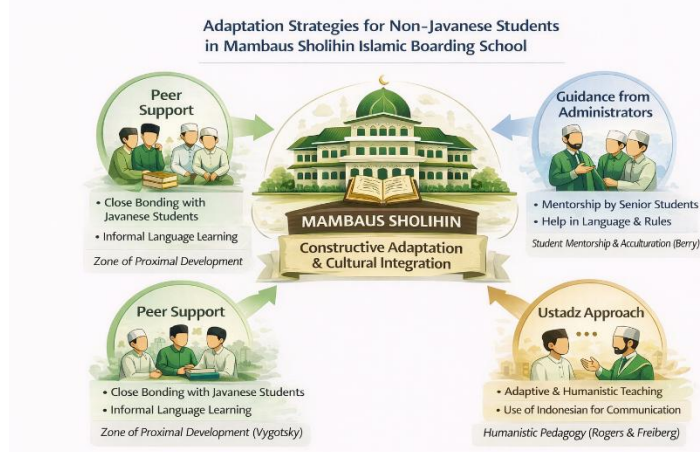 Adaptation Strategies for Non-Javanese Students
in Mambaus Sholihin Islamic Boarding School
Peer
Support
• Close Bonding with
Javanese Students
• Informal Language Learning
Zone of Proximal Development
Guidance from
Administrators
• Mentorship by Senior Students
• Help in Language & Rules
Student Mentorship & Acculturation (Berry)
MAMBAUS SHOLIHIN
Constructive Adaptation
& Cultural Integration
Peer Support
• Close Bonding with Javanese Students
• Informal Language Learning
Zone of Proximal Development (Vygotsky)
Ustadz Approach
• Adaptive & Humanistic Teaching
• Use of Indonesian for Communication
Humanistic Pedagogy (Rogers & Freiberg)